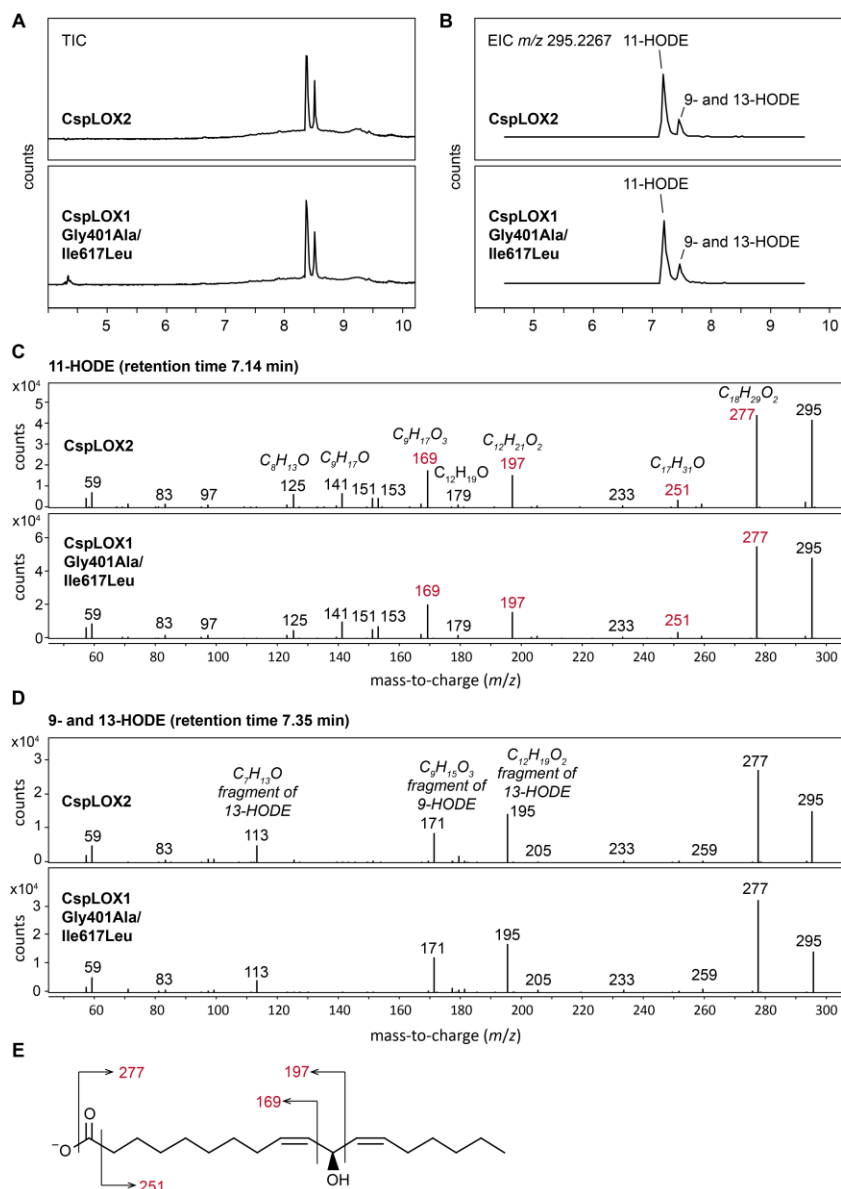 A
TIC
CspLOX2
CspLOX1
Gly401Ala/
Ile617Leu
counts
5 6 7 8 9 10
B
EIC m/z 295.2267
11-HODE
9- and 13-HODE
CspLOX2
11-HODE
CspLOX1
Gly401Ala/
Ile617Leu
9- and 13-HODE
counts
5 6 7 8 9 10
C
11-HODE (retention time 7.14 min)
x10⁴
5
4
3
2
1
0
counts
CspLOX2
C₈H₁₃O C₉H₁₇O C₉H₁₇O₃ C₁₂H₁₉O C₁₂H₂₁O₂ C₁₇H₃₁O C₁₈H₂₉O₂
59 83 97 125 141 151 153 169 179 197 233 251 277 295
CspLOX1
Gly401Ala/
Ile617Leu
6
4
2
0
counts
59 83 97 125 141 151 153 169 179 197 233 251 277 295
60 80 100 120 140 160 180 200 220 240 260 280 300
mass-to-charge (m/z)
D
9- and 13-HODE (retention time 7.35 min)
x10⁴
3
2
1
0
counts
CspLOX2
C₇H₁₃O
fragment of
13-HODE
C₉H₁₅O₃
fragment of
9-HODE
C₁₂H₁₉O₂
fragment of
13-HODE
59 83 113 171 195 205 233 259 277 295
x10⁴
3
2
1
0
counts
CspLOX1
Gly401Ala/
Ile617Leu
59 83 113 171 195 205 233 259 277 295
60 80 100 120 140 160 180 200 220 240 260 280 300
mass-to-charge (m/z)
E
277
197
169
251
O
⁻O
OH